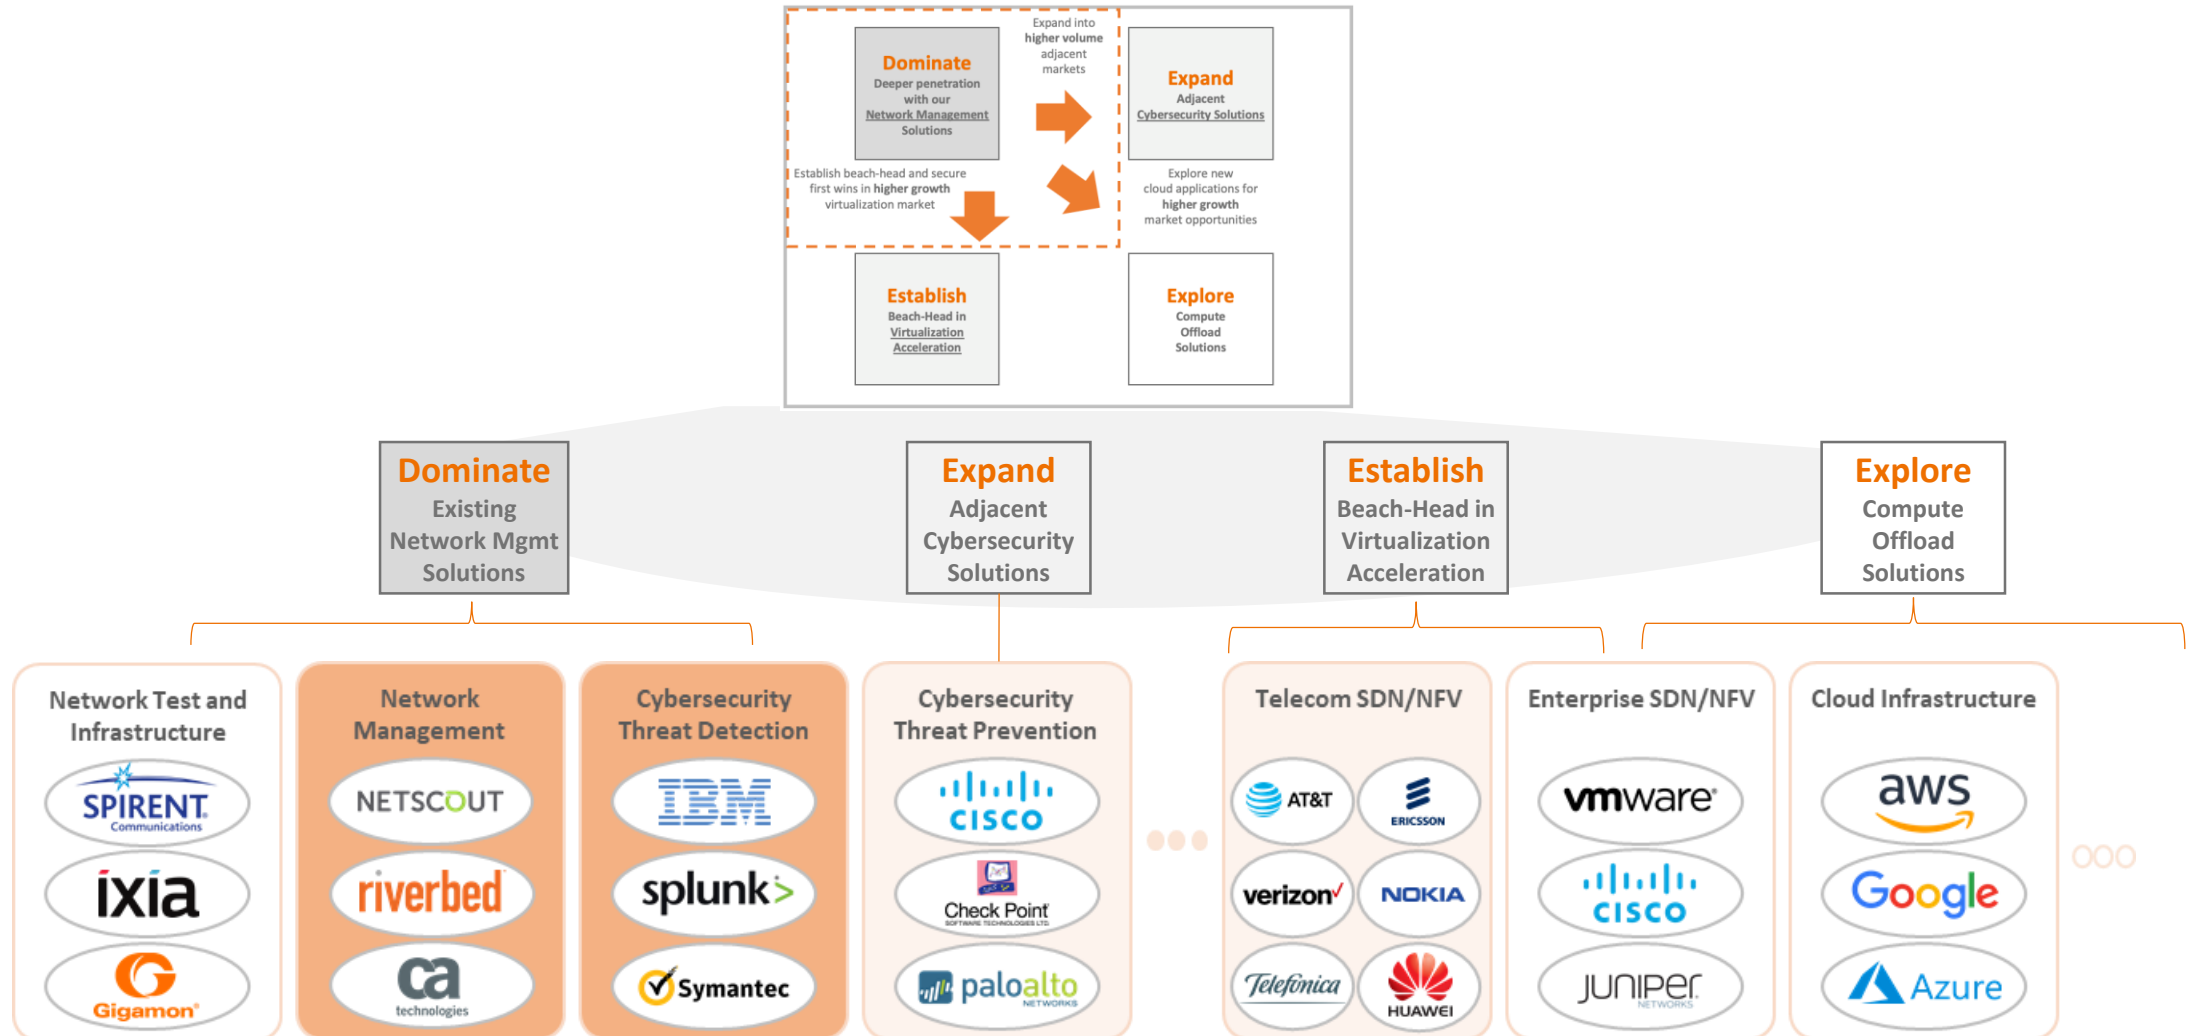 Dominate
Deeper penetration
with our
Network Management
Solutions
Expand into
higher volume
adjacent
markets
Expand
Adjacent
Cybersecurity Solutions
Establish beach-head and secure
first wins in higher growth
virtualization market
Explore new
cloud applications for
higher growth
market opportunities
Establish
Beach-Head in
Virtualization
Acceleration
Explore
Compute
Offload
Solutions
Dominate
Existing
Network Mgmt
Solutions
Expand
Adjacent
Cybersecurity
Solutions
Establish
Beach-Head in
Virtualization
Acceleration
Explore
Compute
Offload
Solutions
Network Test and
Infrastructure
SPIRENT
Communications
ixia
Gigamon®
Network
Management
NETSCOUT
riverbed
ca
technologies
Cybersecurity
Threat Detection
IBM
splunk>
Symantec
Cybersecurity
Threat Prevention
CISCO
Check Point
SOFTWARE TECHNOLOGIES LTD.
paloalto
NETWORKS
Telecom SDN/NFV
AT&T
ERICSSON
verizon
NOKIA
Telefónica
HUAWEI
Enterprise SDN/NFV
vmware®
CISCO
JUNIPER
NETWORKS
Cloud Infrastructure
aws
Google
Azure